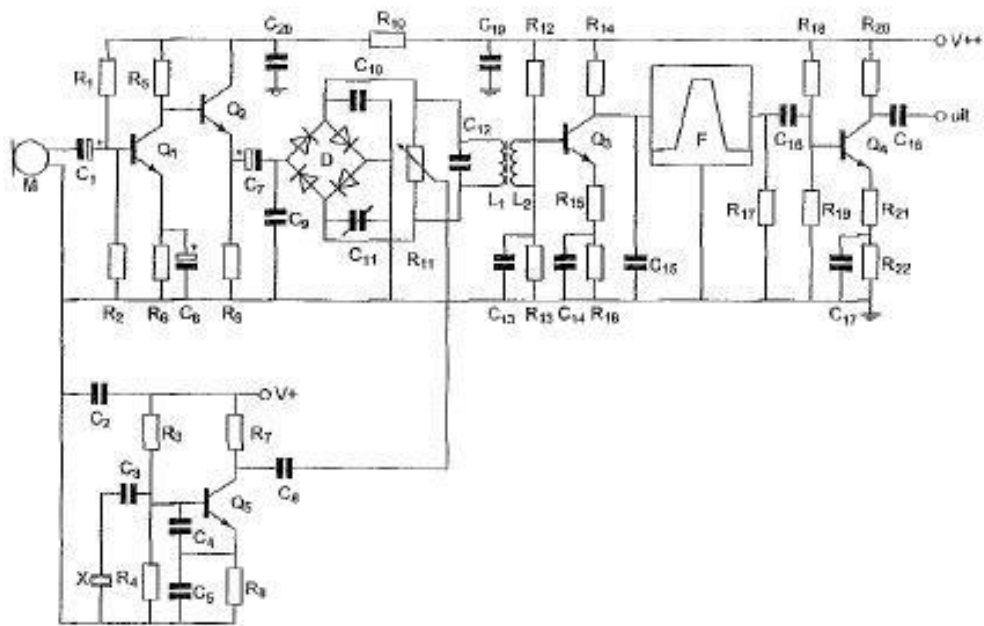 C20 R10 C19 R12 R14 R18 R20 V++
R1 R5 C10
Q2 C12 C16 C18 uit
Q1 D Q3 F Q4
M C1 C7 L1 L2 R15 R17 R19 R21
C9 C11 R11 C15 R22
R2 R6 C6 R9 C13 R13 C14 R16 C17
C2 V+
R3 R7
C3 C8
Q5
C4
X R4 C5 R8